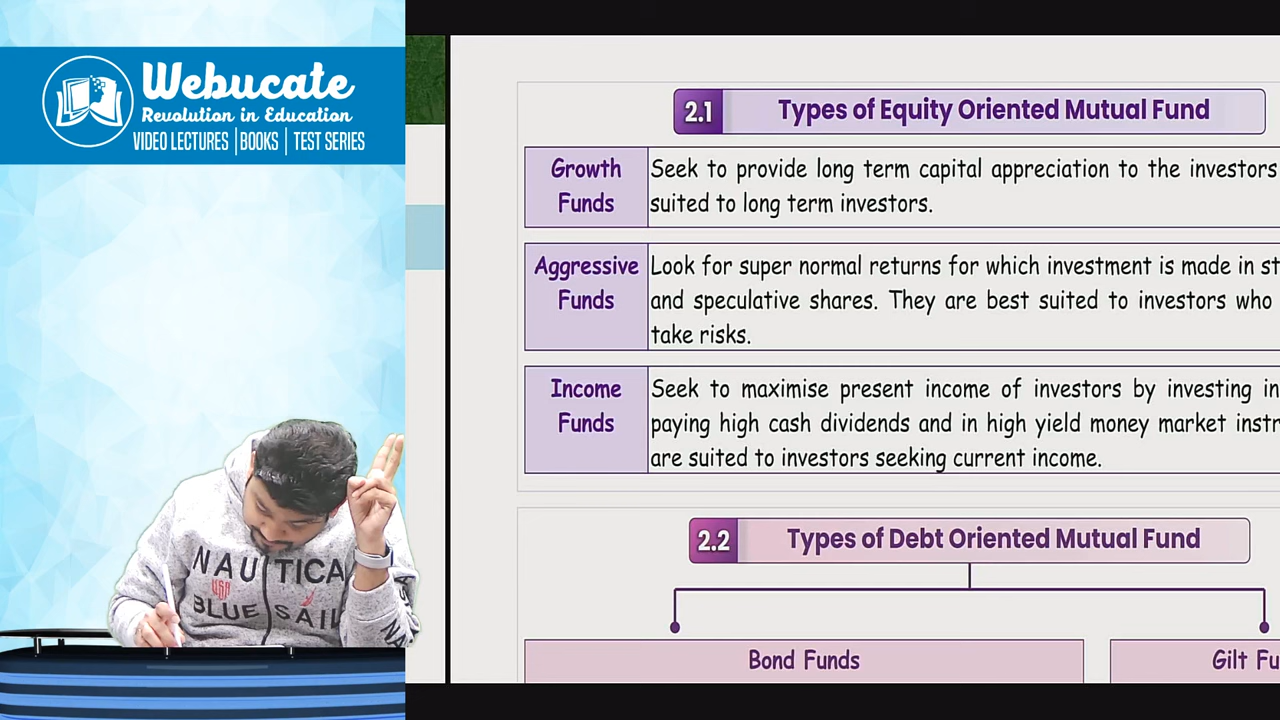 Webucate
Revolution in Education
VIDEO LECTURES | BOOKS | TEST SERIES
2.1 Types of Equity Oriented Mutual Fund
Growth Funds
Seek to provide long term capital appreciation to the investors
suited to long term investors.
Aggressive Funds
Look for super normal returns for which investment is made in st
and speculative shares. They are best suited to investors who
take risks.
Income Funds
Seek to maximise present income of investors by investing in
paying high cash dividends and in high yield money market instr
are suited to investors seeking current income.
2.2 Types of Debt Oriented Mutual Fund
Bond Funds
Gilt Fu
NAUTICA
BLUE SAIL